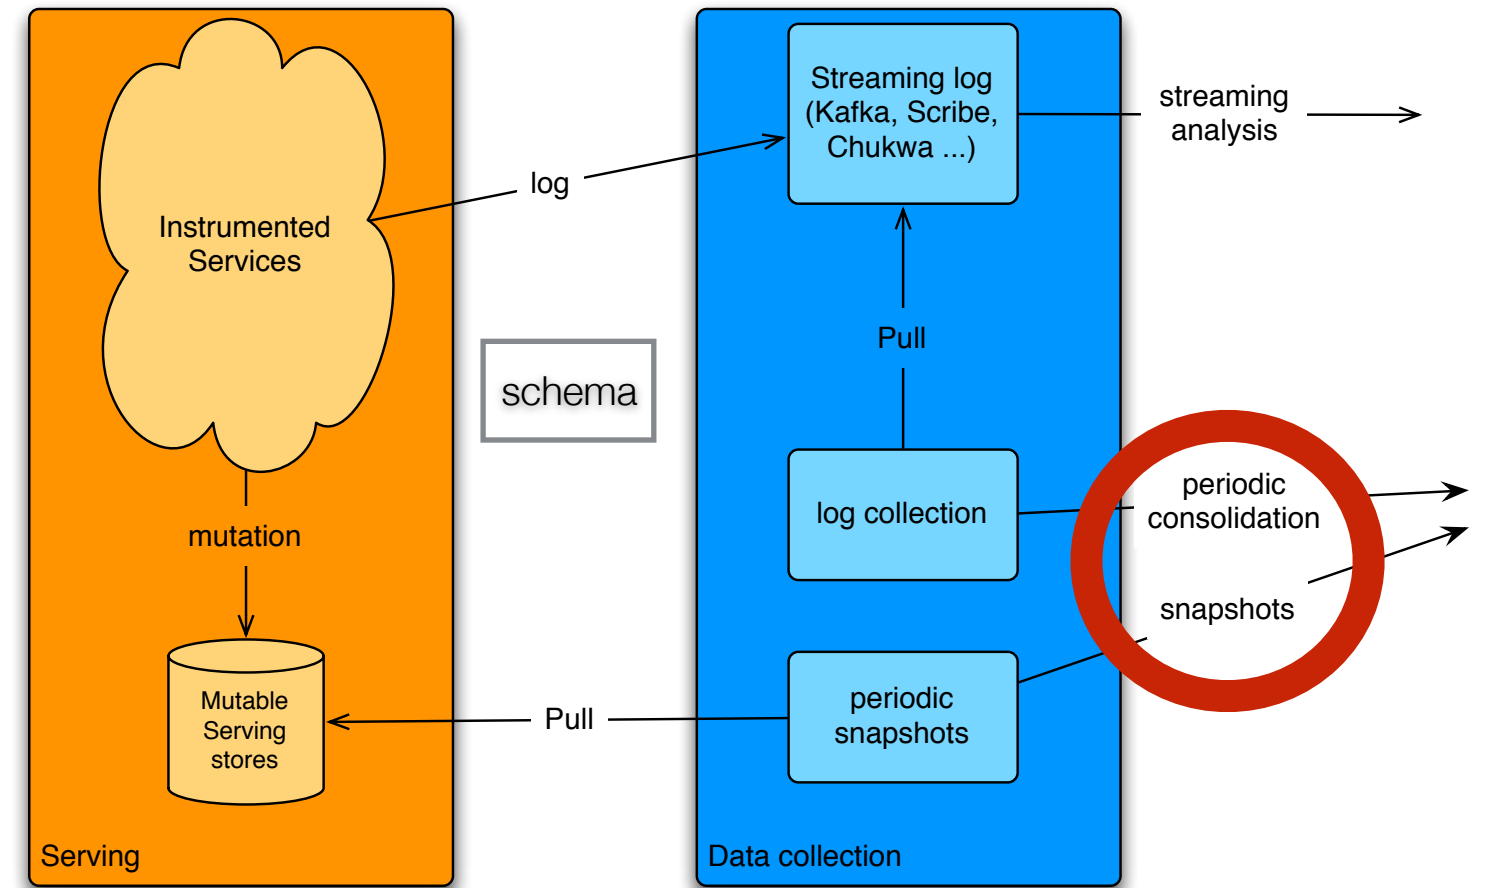 Instrumented
Services
mutation
Mutable
Serving
stores
Serving
log
schema
Pull
Streaming log
(Kafka, Scribe,
Chukwa ...)
Pull
log collection
periodic
snapshots
Data collection
streaming
analysis
periodic
consolidation
snapshots